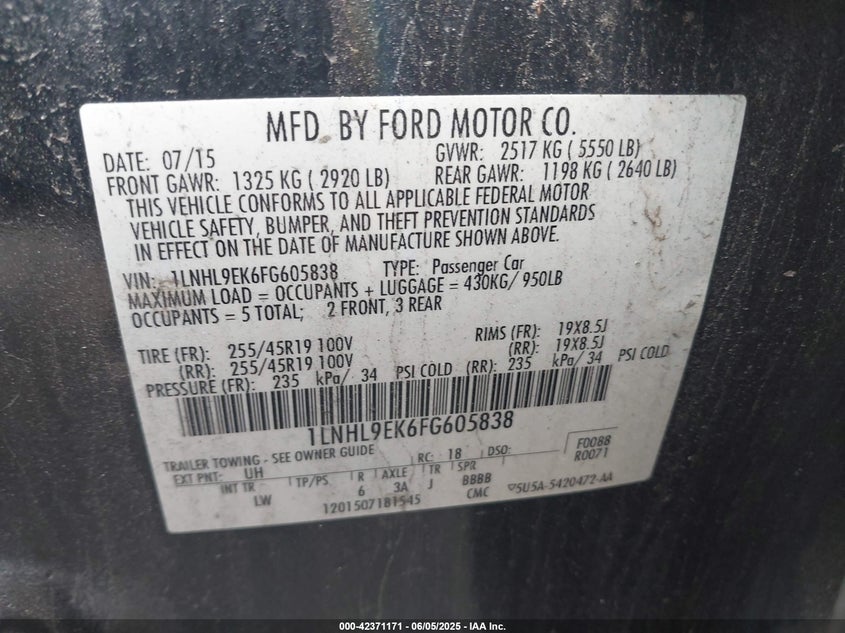 MFD. BY FORD MOTOR CO.
DATE: 07/15 GVWR: 2517 KG ( 5550 LB)
FRONT GAWR: 1325 KG ( 2920 LB) REAR GAWR: 1198 KG ( 2640 LB)
THIS VEHICLE CONFORMS TO ALL APPLICABLE FEDERAL MOTOR
VEHICLE SAFETY, BUMPER, AND THEFT PREVENTION STANDARDS
IN EFFECT ON THE DATE OF MANUFACTURE SHOWN ABOVE.
VIN: 1LNHL9EK6FG605838 TYPE: Passenger Car
MAXIMUM LOAD = OCCUPANTS + LUGGAGE = 430KG/ 950LB
OCCUPANTS = 5 TOTAL; 2 FRONT, 3 REAR
TIRE (FR): 255/45R19 100V RIMS (FR): 19X8.5J
(RR): 255/45R19 100V (RR): 19X8.5J
PRESSURE (FR): 235 kPa/ 34 PSI COLD (RR): 235 kPa/ 34 PSI COLD
1LNHL9EK6FG605838
TRAILER TOWING - SEE OWNER GUIDE RC: 18 DSO: F0088
EXT PNT: UH R0071
INT TR TP/PS R AXLE TR SPR
LW 6 3A J BBBB
CMC
1201507181545 5U5A-5420472-AA
000-42371171 - 06/05/2025 - IAA Inc.